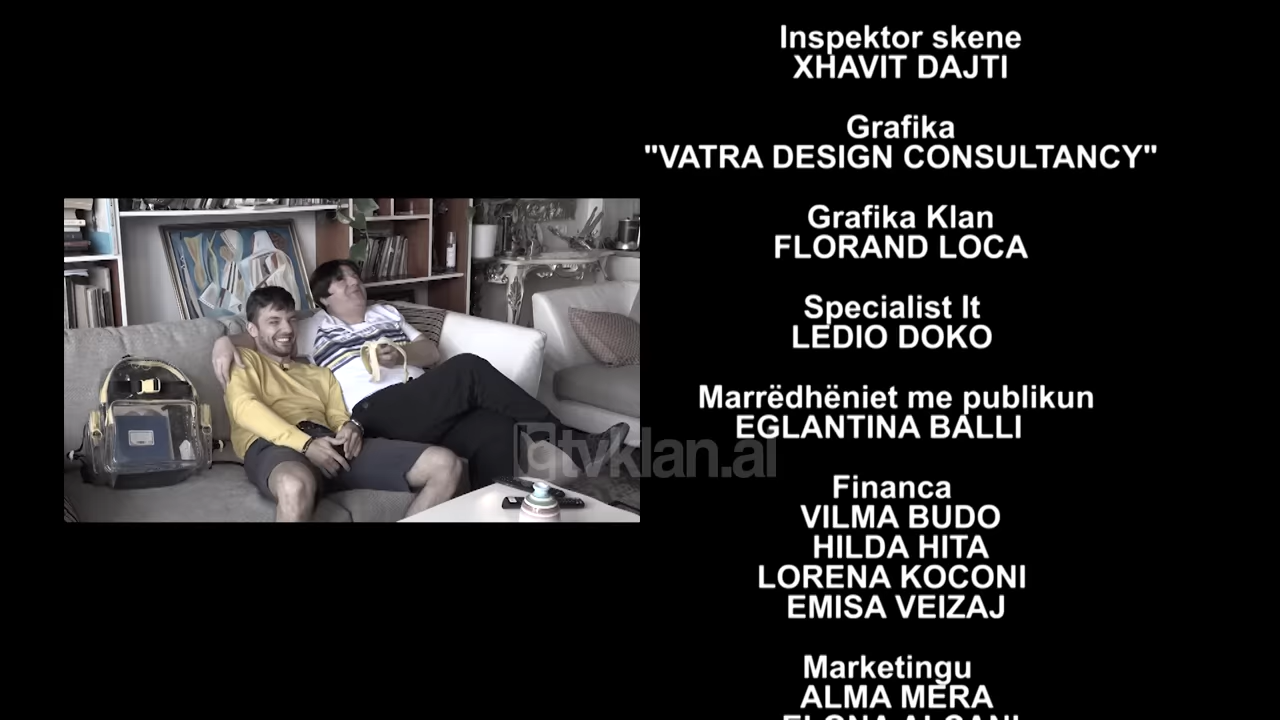 Inspektor skene
XHAVIT DAJTI
Grafika
"VATRA DESIGN CONSULTANCY"
Grafika Klan
FLORAND LOCA
Specialist It
LEDIO DOKO
Marrëdhëniet me publikun
EGLANTINA BALLI
tvklan.al
Financa
VILMA BUDO
HILDA HITA
LORENA KOCONI
EMISA VEIZAJ
Marketingu
ALMA MERA